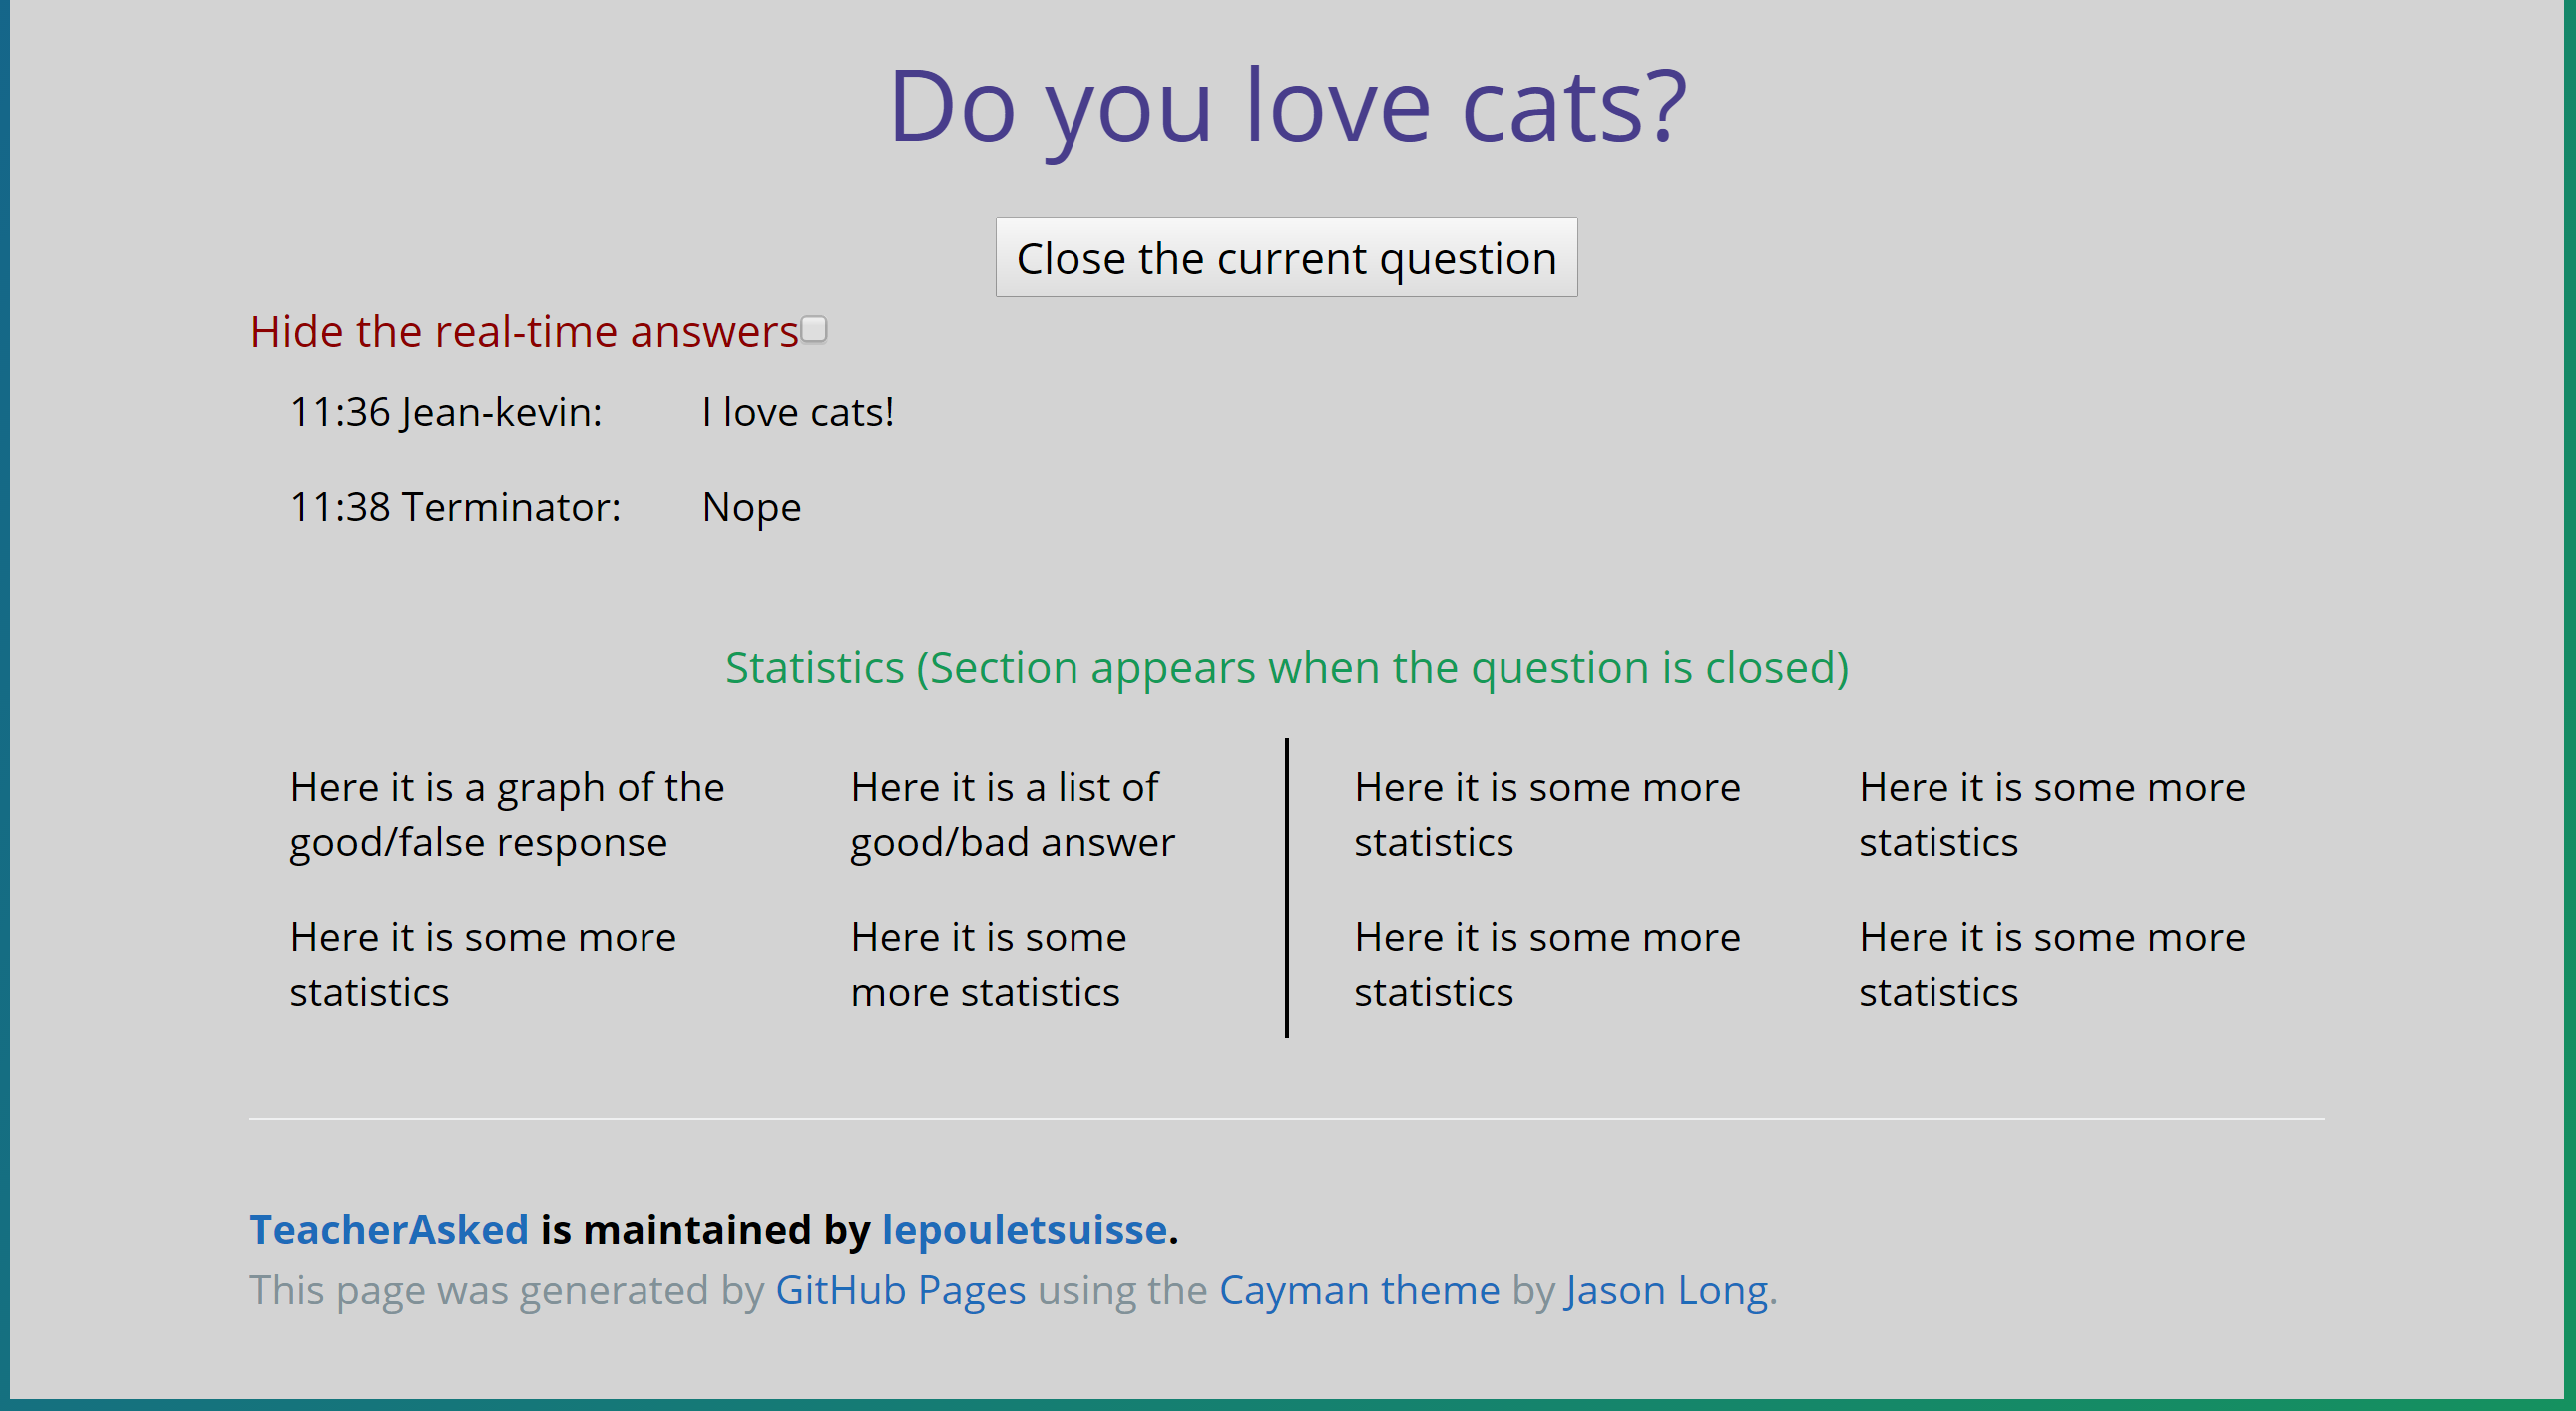 Do you love cats?
Close the current question
Hide the real-time answers
11:36 Jean-kevin: I love cats!
11:38 Terminator: Nope
Statistics (Section appears when the question is closed)
Here it is a graph of the
good/false response
Here it is a list of
good/bad answer
Here it is some more
statistics
Here it is some more
statistics
Here it is some more
statistics
Here it is some
more statistics
Here it is some more
statistics
Here it is some more
statistics
TeacherAsked is maintained by lepouletsuisse.
This page was generated by GitHub Pages using the Cayman theme by Jason Long.